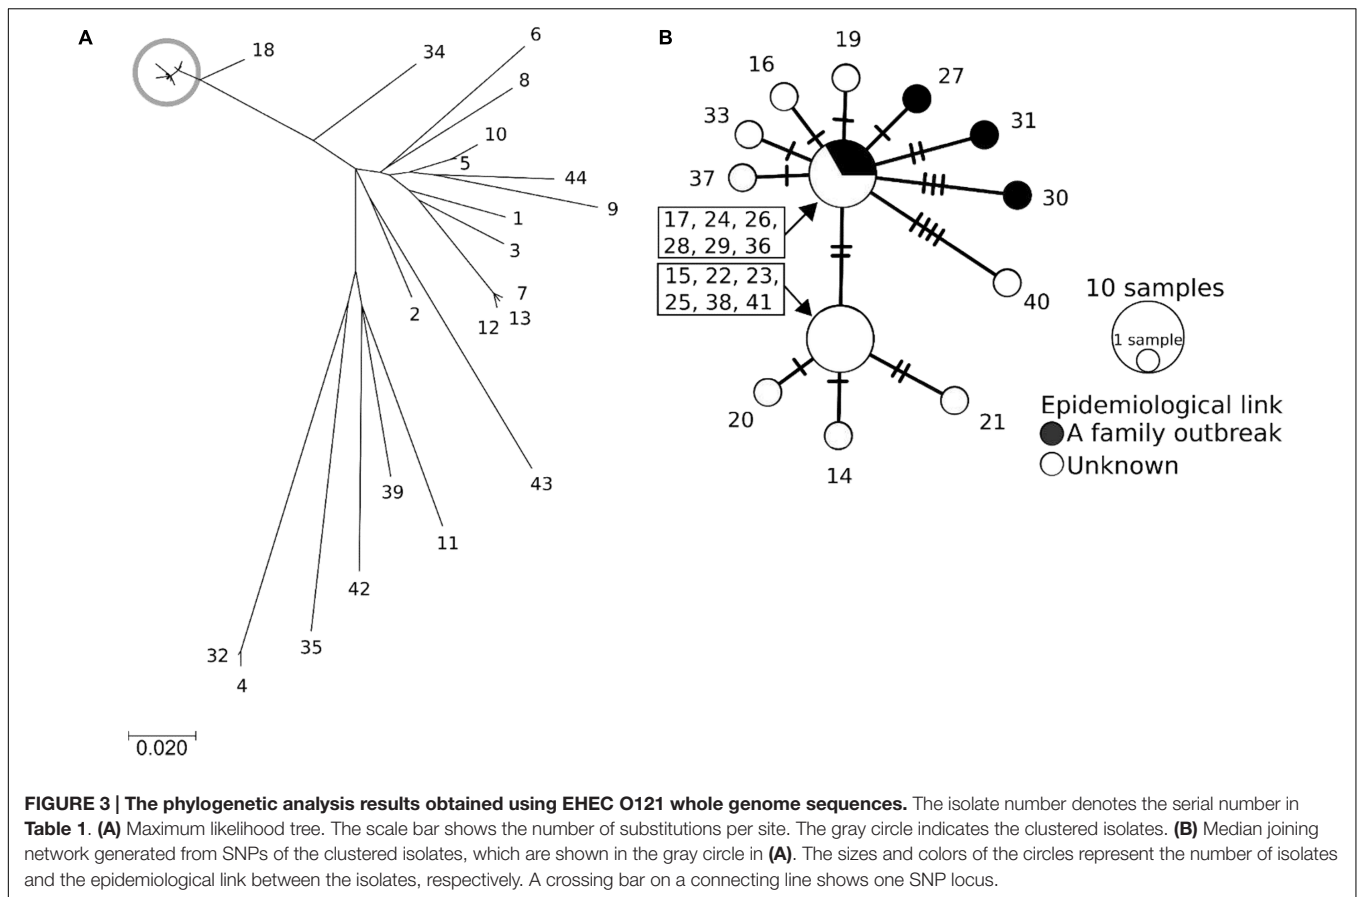 A
18
34
6
8
10
5
44
9
1
3
7
13
12
2
43
39
11
42
35
32
4
0.020
B
19
16
27
33
31
37
30
17, 24, 26,
28, 29, 36
15, 22, 23,
25, 38, 41
40
20
14
21
10 samples
1 sample
Epidemiological link
A family outbreak
Unknown
FIGURE 3 | The phylogenetic analysis results obtained using EHEC O121 whole genome sequences. The isolate number denotes the serial number in
Table 1. (A) Maximum likelihood tree. The scale bar shows the number of substitutions per site. The gray circle indicates the clustered isolates. (B) Median joining
network generated from SNPs of the clustered isolates, which are shown in the gray circle in (A). The sizes and colors of the circles represent the number of isolates
and the epidemiological link between the isolates, respectively. A crossing bar on a connecting line shows one SNP locus.